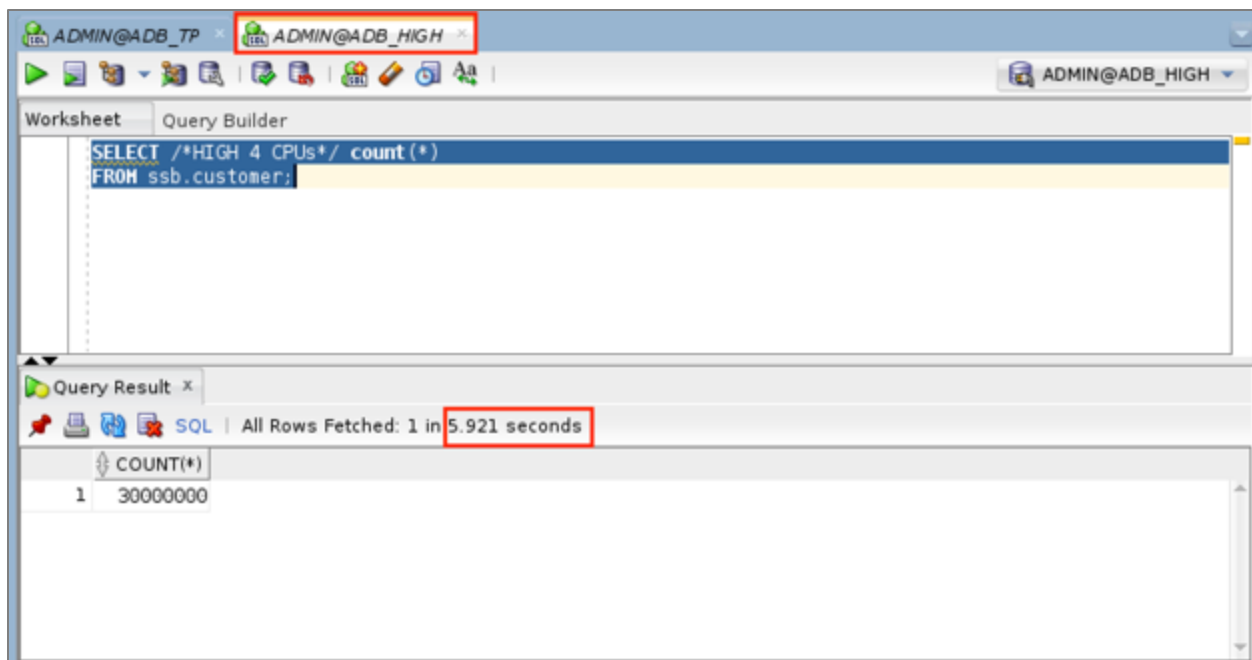 ADMIN@ADB_TP
ADMIN@ADB_HIGH
ADMIN@ADB_HIGH
Worksheet Query Builder
SELECT /*HIGH 4 CPUs*/ count(*)
FROM ssb.customer;
Query Result
SQL | All Rows Fetched: 1 in 5.921 seconds
COUNT(*)
1 30000000